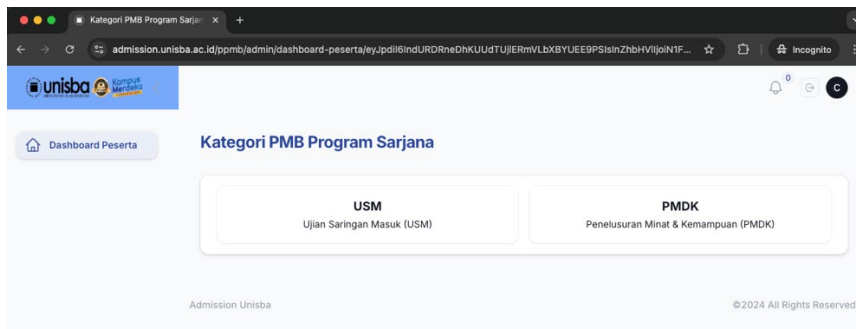 Kategori PMB Program Sarjan
admission.unisba.ac.id/ppmb/admin/dashboard-peserta/eyJpdiI6IndURDRneDhKUUdTUjlERmVLbXBYUEE9PSIsInZhbHVlIjoiN1F...
Incognito
unisba Kampus Merdeka
0
C
Dashboard Peserta
Kategori PMB Program Sarjana
USM
Ujian Saringan Masuk (USM)
PMDK
Penelusuran Minat & Kemampuan (PMDK)
Admission Unisba
©2024 All Rights Reserved